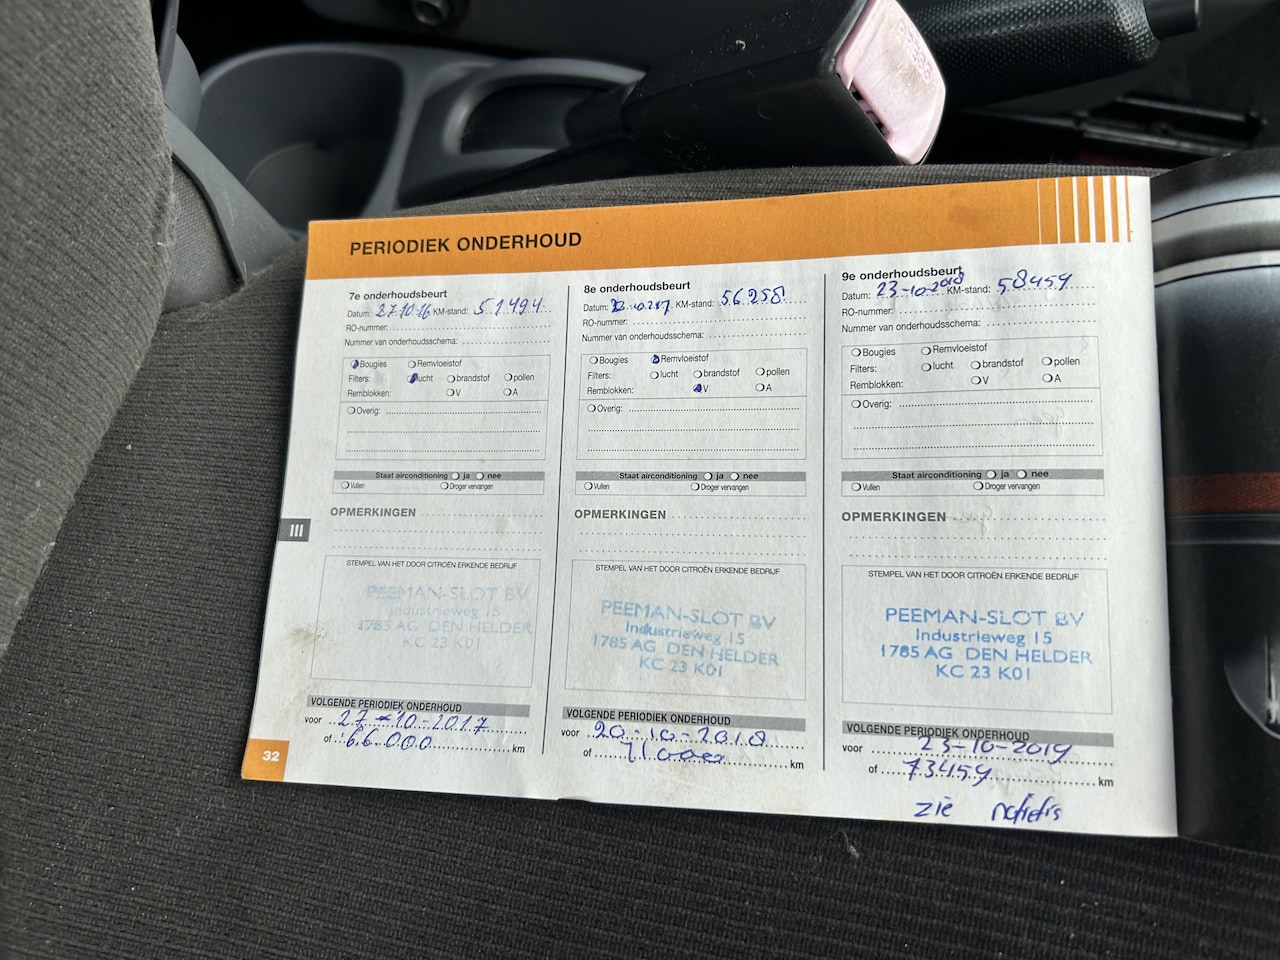 PERIODIEK ONDERHOUD
7e onderhoudsbeurt
Datum: 27 10 16 KM-stand: 51494
RO-nummer:
Nummer van onderhoudsschema:
Bougies Remvloeistof
Filters: lucht brandstof pollen
Remblokken: V A
Overig:
Staat airconditioning ja nee
Vullen Droger vervangen
OPMERKINGEN
STEMPEL VAN HET DOOR CITROËN ERKENDE BEDRIJF
PEEMAN-SLOT BV
Industrieweg 15
1785 AG DEN HELDER
KC 23 K01
VOLGENDE PERIODIEK ONDERHOUD
voor 27-10-2017
of 66.000 km
8e onderhoudsbeurt
Datum: KM-stand: 56258
RO-nummer:
Nummer van onderhoudsschema:
Bougies Remvloeistof
Filters: lucht brandstof pollen
Remblokken: V A
Overig:
Staat airconditioning ja nee
Vullen Droger vervangen
OPMERKINGEN
STEMPEL VAN HET DOOR CITROËN ERKENDE BEDRIJF
PEEMAN-SLOT BV
Industrieweg 15
1785 AG DEN HELDER
KC 23 K01
VOLGENDE PERIODIEK ONDERHOUD
voor 20-10-2018
of 71000 km
9e onderhoudsbeurt
Datum: 23-10-2018 KM-stand: 58459
RO-nummer:
Nummer van onderhoudsschema:
Bougies Remvloeistof
Filters: lucht brandstof pollen
Remblokken: V A
Overig:
Staat airconditioning ja nee
Vullen Droger vervangen
OPMERKINGEN
STEMPEL VAN HET DOOR CITROËN ERKENDE BEDRIJF
PEEMAN-SLOT BV
Industrieweg 15
1785 AG DEN HELDER
KC 23 K01
VOLGENDE PERIODIEK ONDERHOUD
voor 23-10-2019
of 73459 km
zie
III
32
PRESS